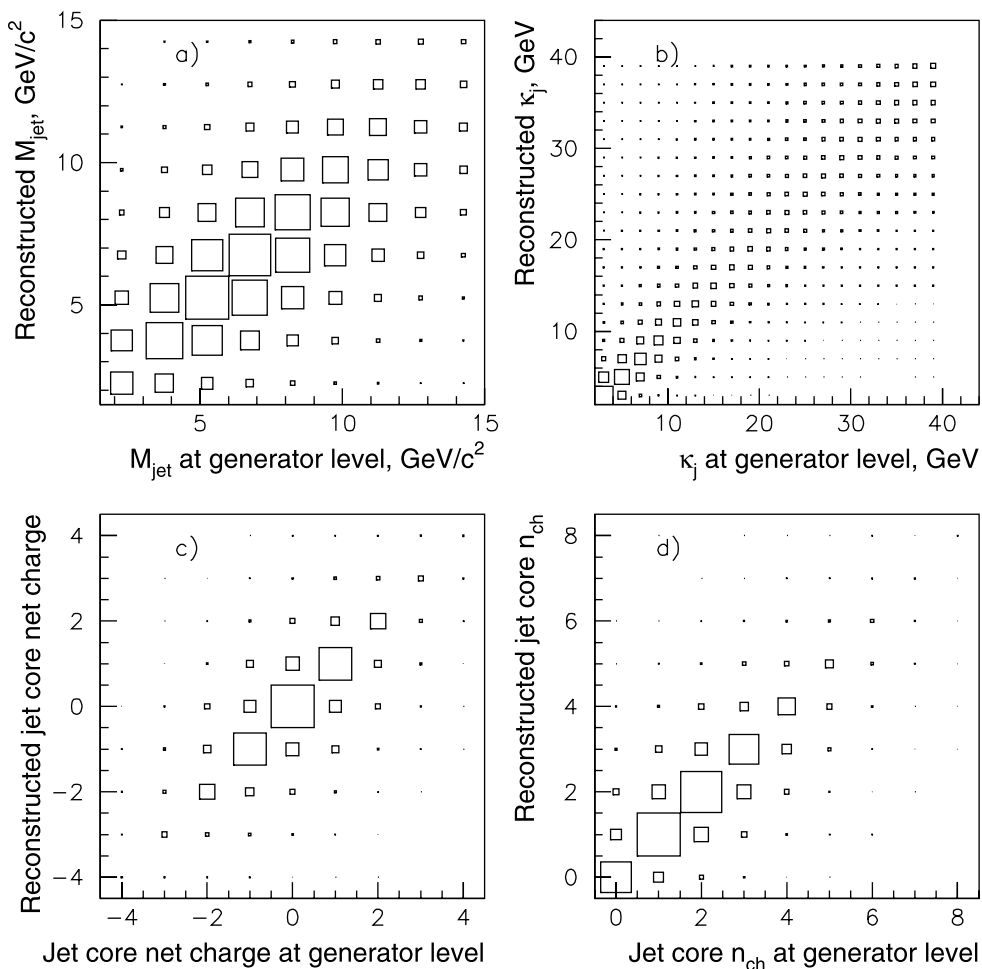 Reconstructed M_jet, GeV/c²
15
10
5
a)
5 10 15
M_jet at generator level, GeV/c²
Reconstructed κ_j, GeV
40
30
20
10
b)
10 20 30 40
κ_j at generator level, GeV
Reconstructed jet core net charge
4
2
0
−2
−4
c)
−4 −2 0 2 4
Jet core net charge at generator level
Reconstructed jet core n_ch
8
6
4
2
0
d)
0 2 4 6 8
Jet core n_ch at generator level